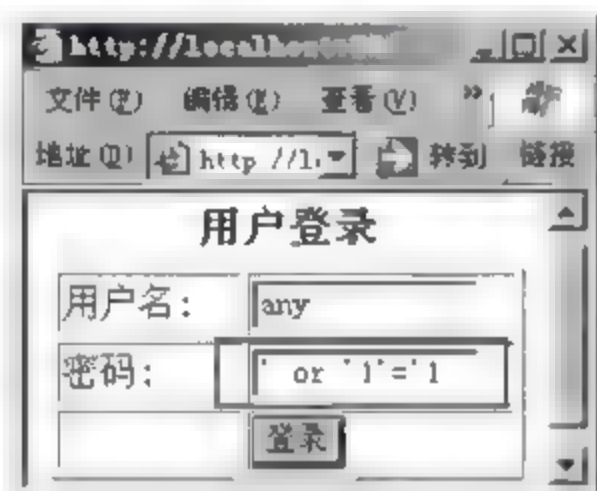 http://localhost
文件(F) 编辑(E) 查看(V) »
地址(D) http://l 转到 链接
用户登录
用户名: any
密码: ' or '1'='1
登录